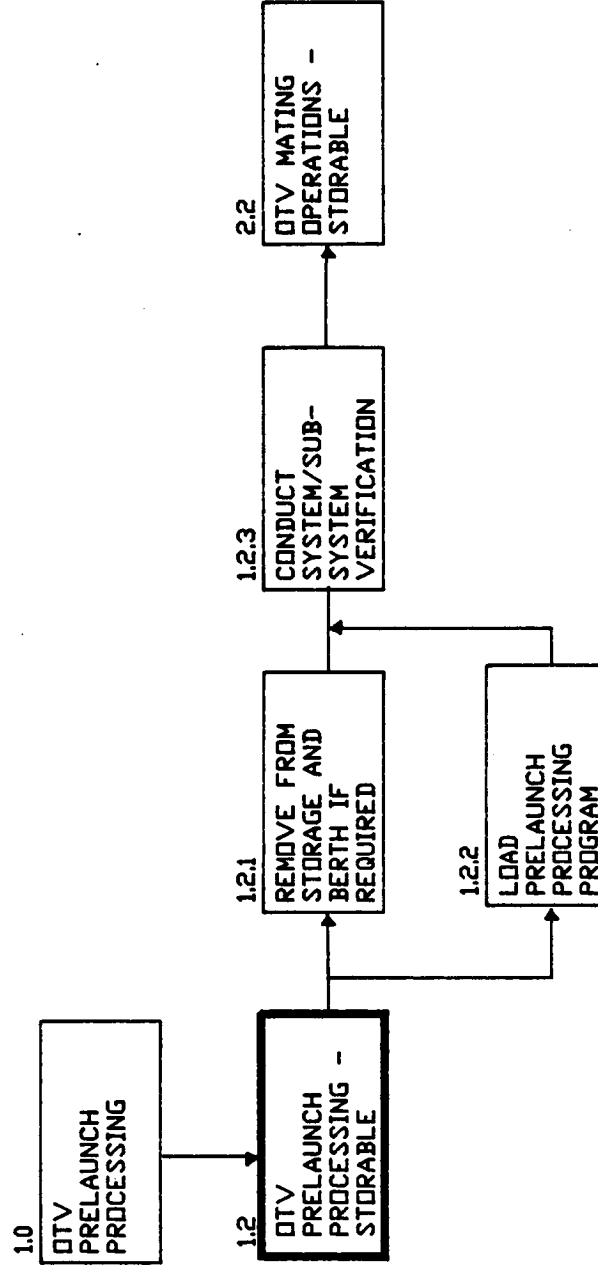 1.0
OTV
PRELAUNCH
PROCESSING
1.2
OTV
PRELAUNCH
PROCESSING -
STORABLE
1.2.1
REMOVE FROM
STORAGE AND
BERTH IF
REQUIRED
1.2.2
LOAD
PRELAUNCH
PROCESSING
PROGRAM
1.2.3
CONDUCT
SYSTEM/SUB-
SYSTEM
VERIFICATION
2.2
OTV MATING
OPERATIONS -
STORABLE